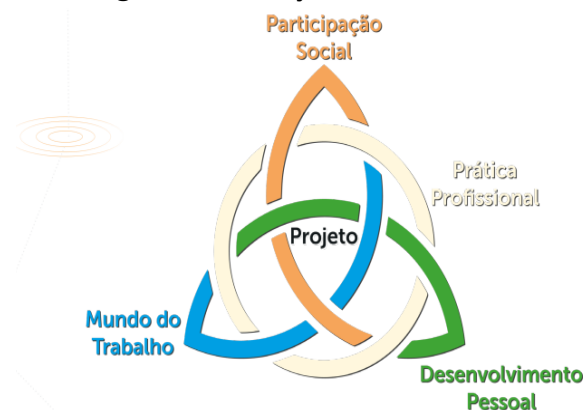 Participação
Social
Prática
Profissional
Projeto
Mundo do
Trabalho
Desenvolvimento
Pessoal